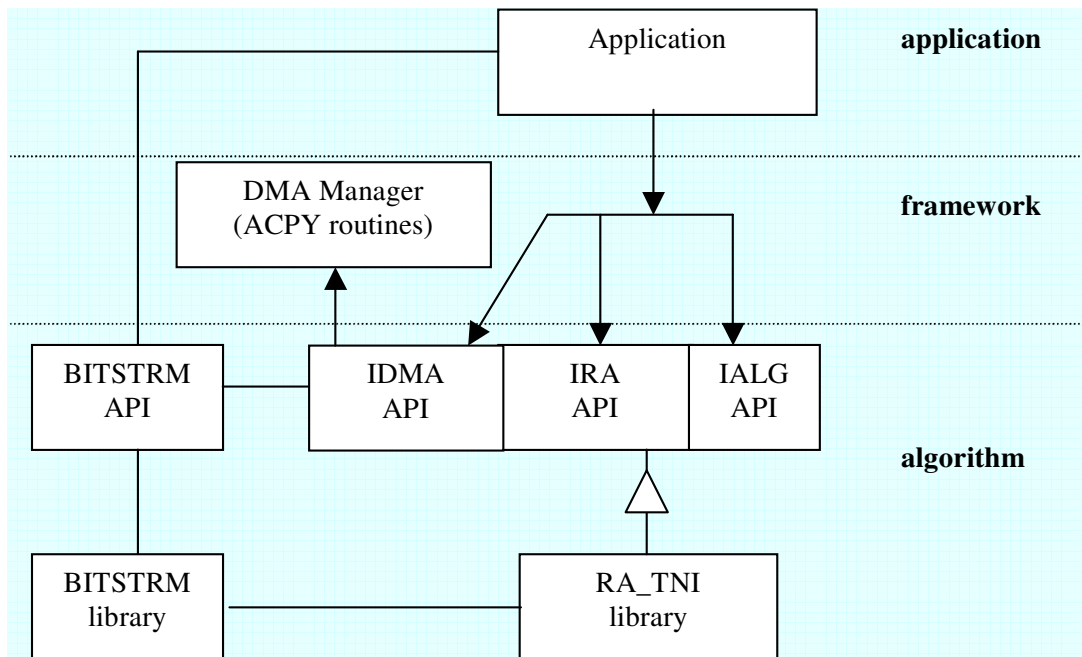 Application
application
DMA Manager
(ACPY routines)
framework
BITSTRM
API
IDMA
API
IRA
API
IALG
API
algorithm
BITSTRM
library
RA_TNI
library